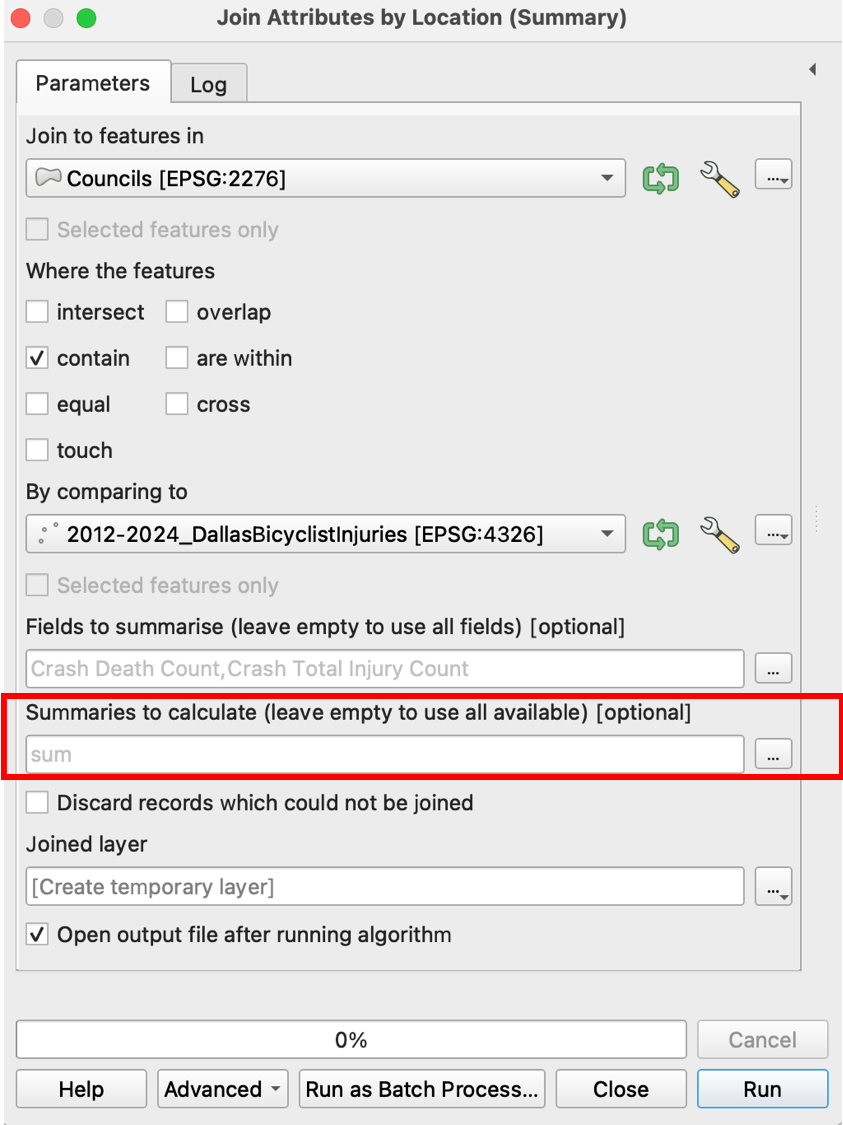 Join Attributes by Location (Summary)
Parameters
Log
Join to features in
Councils [EPSG:2276]
...
Selected features only
Where the features
intersect
overlap
contain
are within
equal
cross
touch
By comparing to
2012-2024_DallasBicyclistInjuries [EPSG:4326]
...
Selected features only
Fields to summarise (leave empty to use all fields) [optional]
Crash Death Count,Crash Total Injury Count
...
Summaries to calculate (leave empty to use all available) [optional]
sum
...
Discard records which could not be joined
Joined layer
[Create temporary layer]
...
Open output file after running algorithm
0%
Cancel
Help
Advanced
Run as Batch Process...
Close
Run